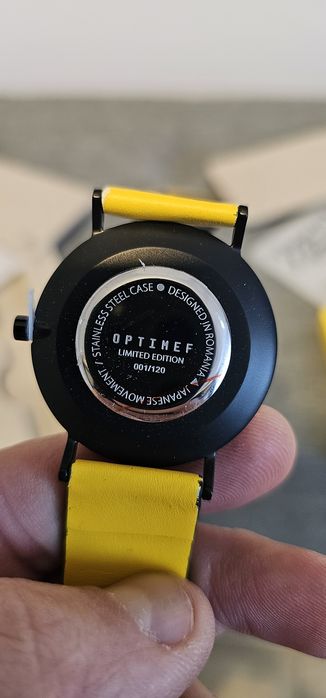 OPTIMEF
LIMITED EDITION
001/120
STAINLESS STEEL CASE ● DESIGNED IN ROMANIA ▲ JAPANESE MOVEMENT /